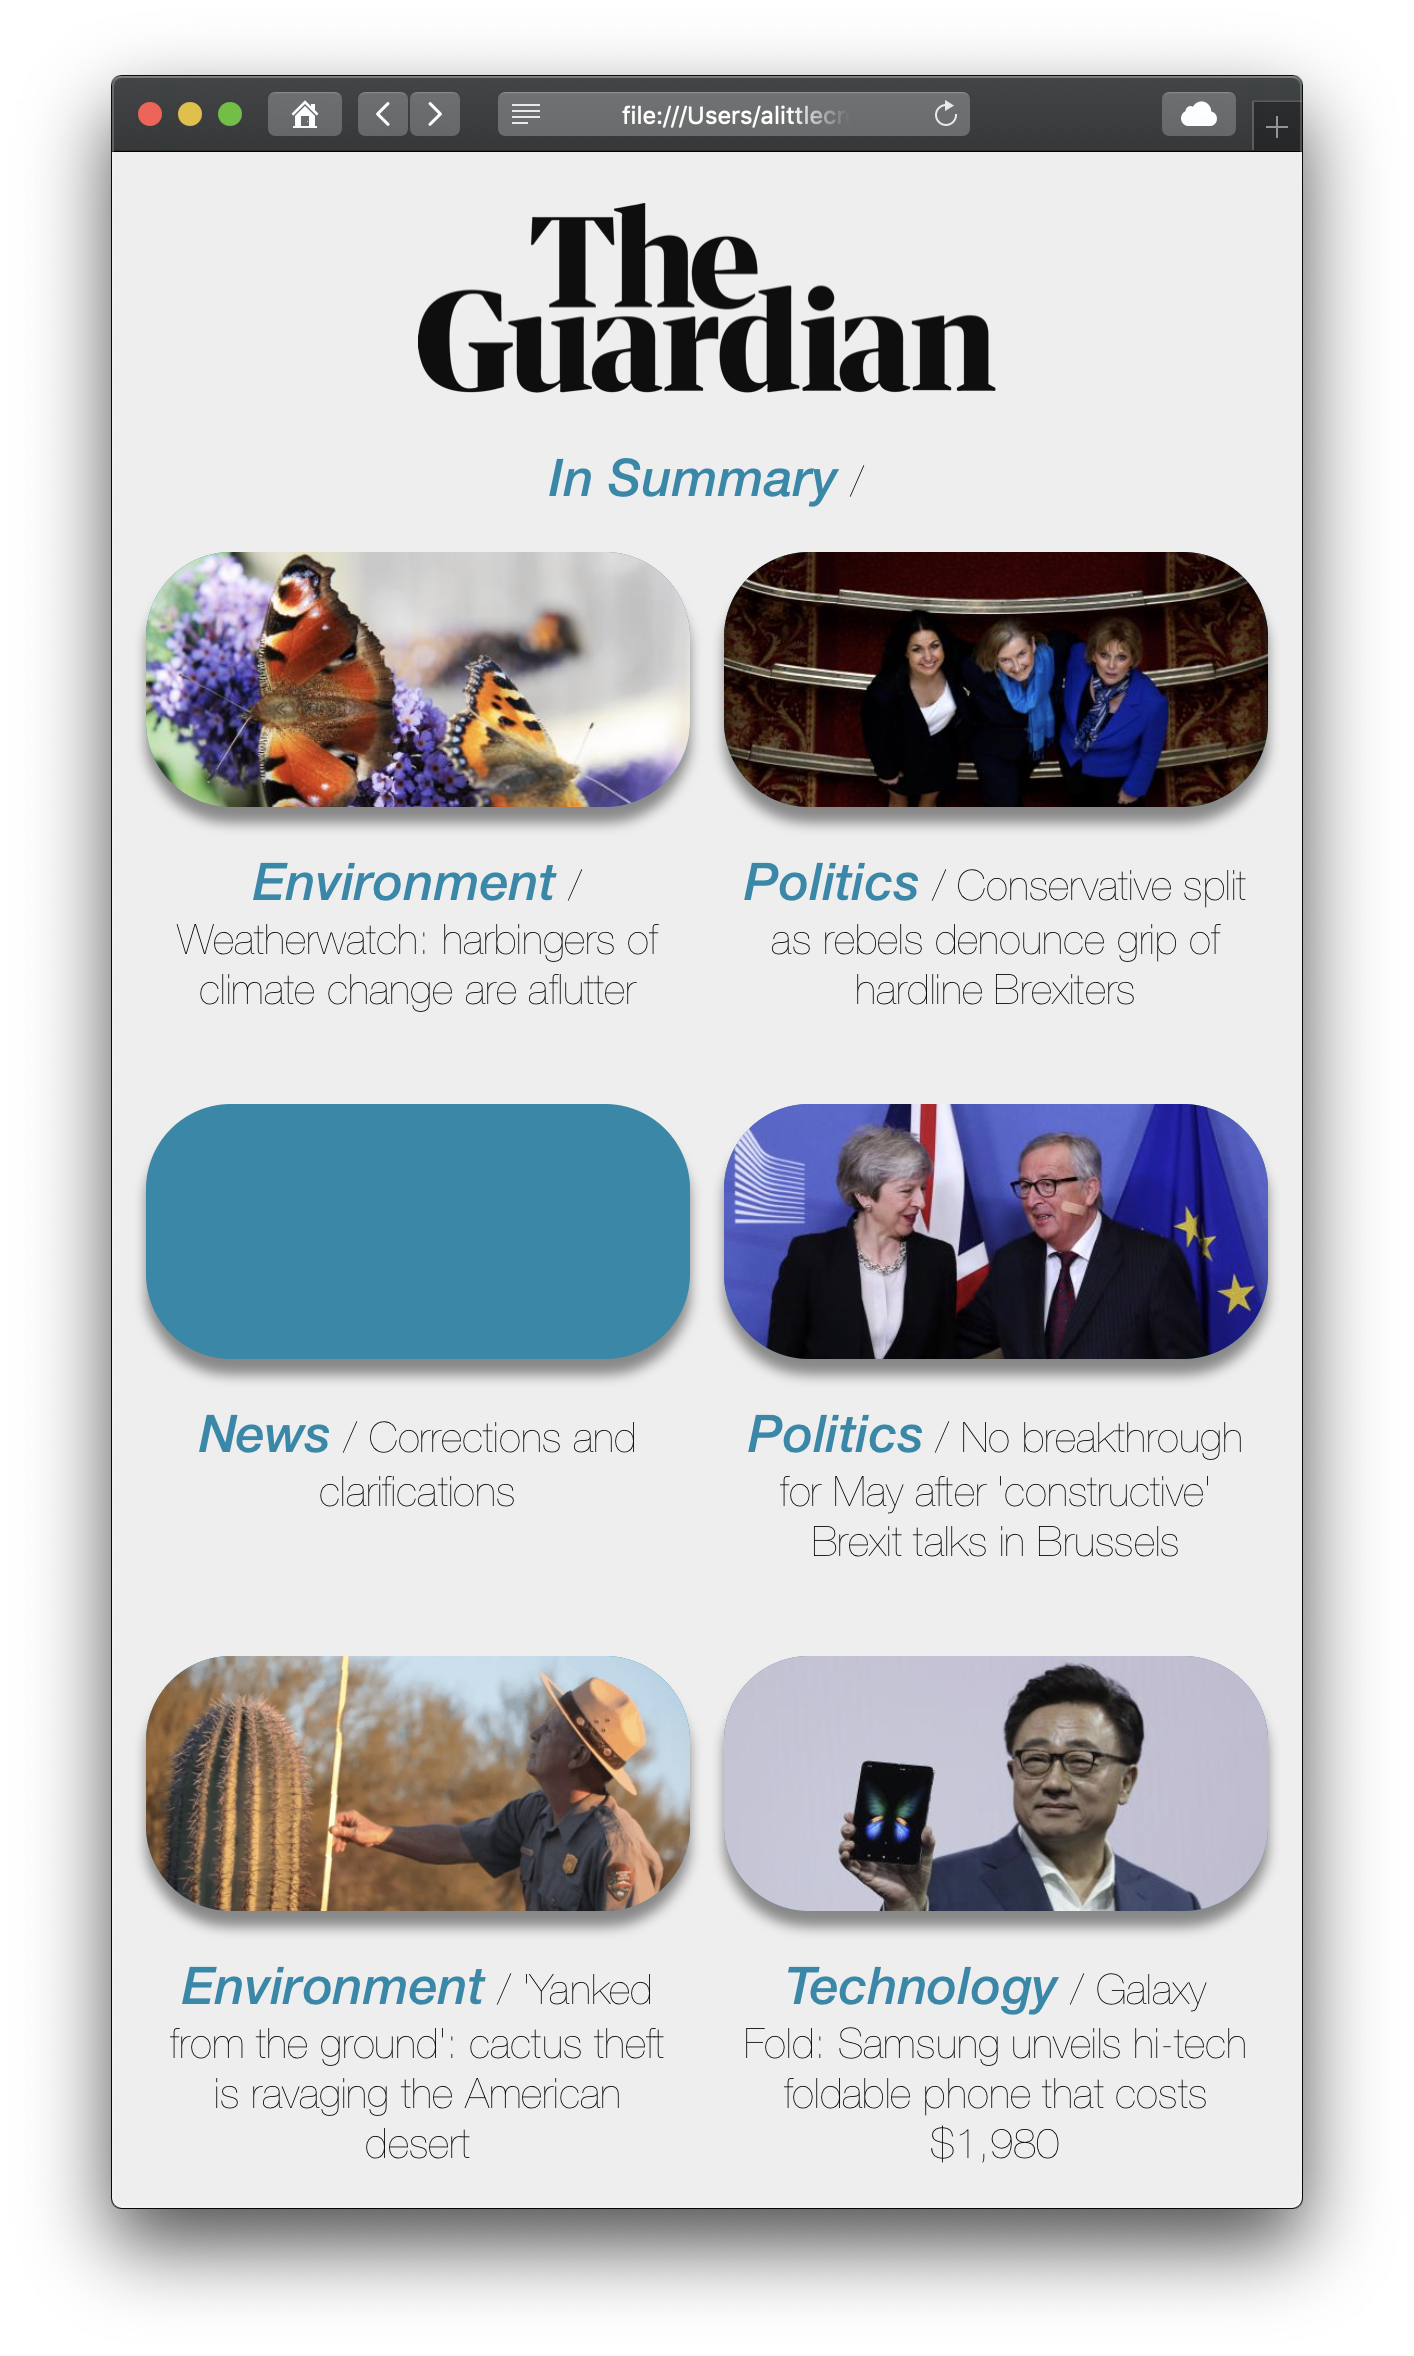 file:///Users/alittlecr
The
Guardian
In Summary /
Environment /
Weatherwatch: harbingers of
climate change are aflutter
Politics / Conservative split
as rebels denounce grip of
hardline Brexiters
News / Corrections and
clarifications
Politics / No breakthrough
for May after 'constructive'
Brexit talks in Brussels
Environment / 'Yanked
from the ground': cactus theft
is ravaging the American
desert
Technology / Galaxy
Fold: Samsung unveils hi-tech
foldable phone that costs
$1,980